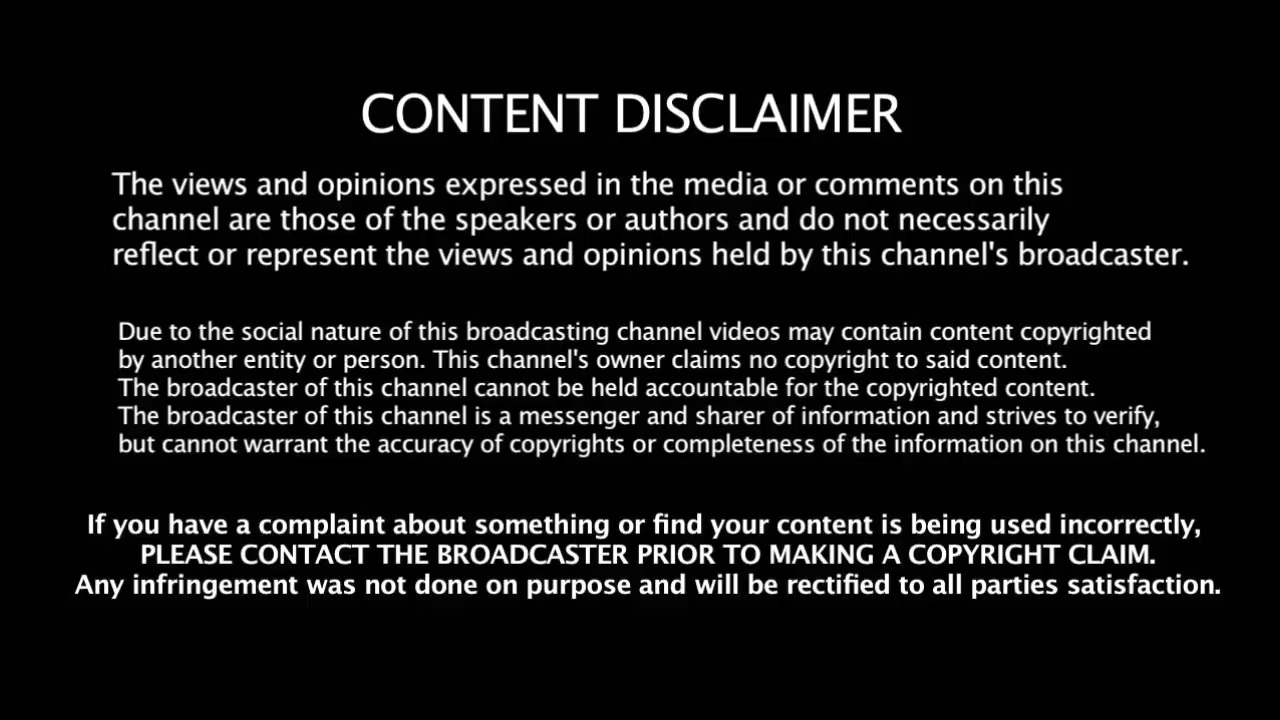 CONTENT DISCLAIMER
The views and opinions expressed in the media or comments on this
channel are those of the speakers or authors and do not necessarily
reflect or represent the views and opinions held by this channel's broadcaster.
Due to the social nature of this broadcasting channel videos may contain content copyrighted
by another entity or person. This channel's owner claims no copyright to said content.
The broadcaster of this channel cannot be held accountable for the copyrighted content.
The broadcaster of this channel is a messenger and sharer of information and strives to verify,
but cannot warrant the accuracy of copyrights or completeness of the information on this channel.
If you have a complaint about something or find your content is being used incorrectly,
PLEASE CONTACT THE BROADCASTER PRIOR TO MAKING A COPYRIGHT CLAIM.
Any infringement was not done on purpose and will be rectified to all parties satisfaction.